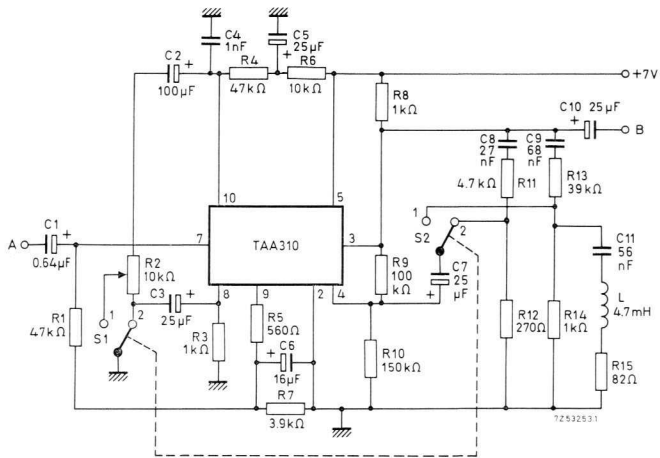 C4
1nF
C5
25μF
C2
100μF
+
R4
47kΩ
+
R6
10kΩ
+7V
R8
1kΩ
C10 25μF
+
B
C8
27
nF
C9
68
nF
4.7kΩ
R11
R13
39kΩ
10
5
A
C1
+
0.64μF
7
TAA310
3
1
S2
2
C11
56
nF
R2
10kΩ
C3
+
25μF
8
9
2
4
R9
100
kΩ
C7
25
μF
+
L
4.7mH
R1
47kΩ
1
2
S1
R3
1kΩ
R5
560Ω
+
C6
16μF
R10
150kΩ
R12
270Ω
R14
1kΩ
R15
82Ω
R7
3.9kΩ
7Z53253.1